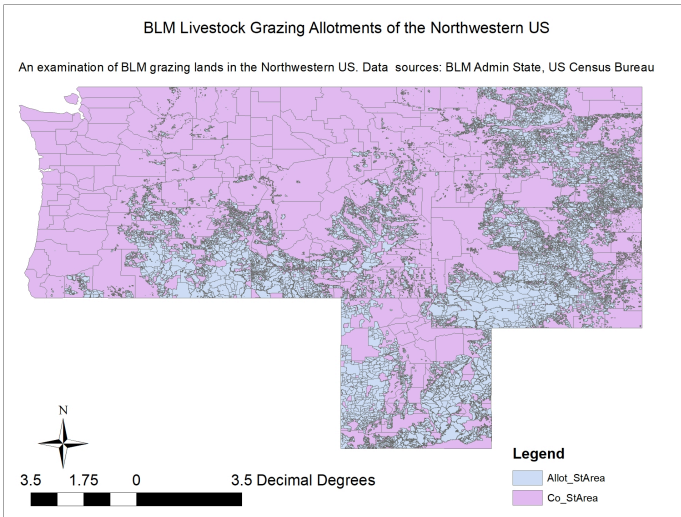 BLM Livestock Grazing Allotments of the Northwestern US
An examination of BLM grazing lands in the Northwestern US. Data sources: BLM Admin State, US Census Bureau
N
3.5 1.75 0 3.5 Decimal Degrees
Legend
Allot_StArea
Co_StArea